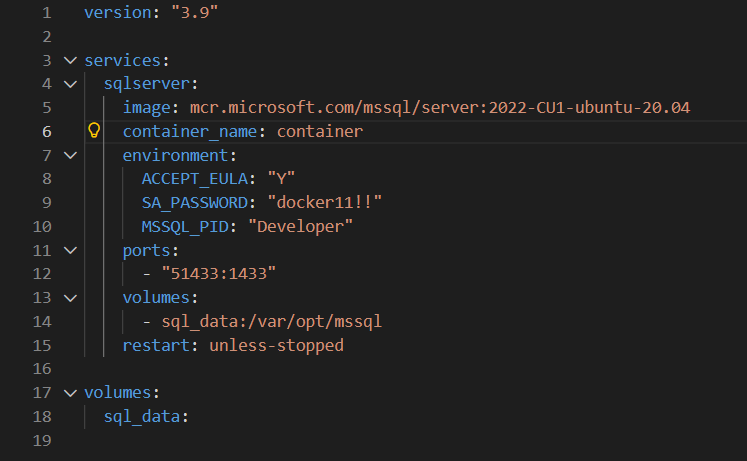 1 version: "3.9"
2
3 services:
4 sqlserver:
5 image: mcr.microsoft.com/mssql/server:2022-CU1-ubuntu-20.04
6 container_name: container
7 environment:
8 ACCEPT_EULA: "Y"
9 SA_PASSWORD: "docker11!!"
10 MSSQL_PID: "Developer"
11 ports:
12 - "51433:1433"
13 volumes:
14 - sql_data:/var/opt/mssql
15 restart: unless-stopped
16
17 volumes:
18 sql_data:
19